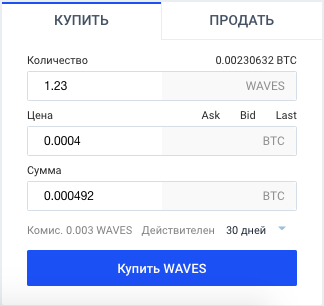 КУПИТЬ ПРОДАТЬ
Количество 0.00230632 BTC
1.23 WAVES
Цена Ask Bid Last
0.0004 BTC
Сумма
0.000492 BTC
Комис. 0.003 WAVES Действителен 30 дней
Купить WAVES